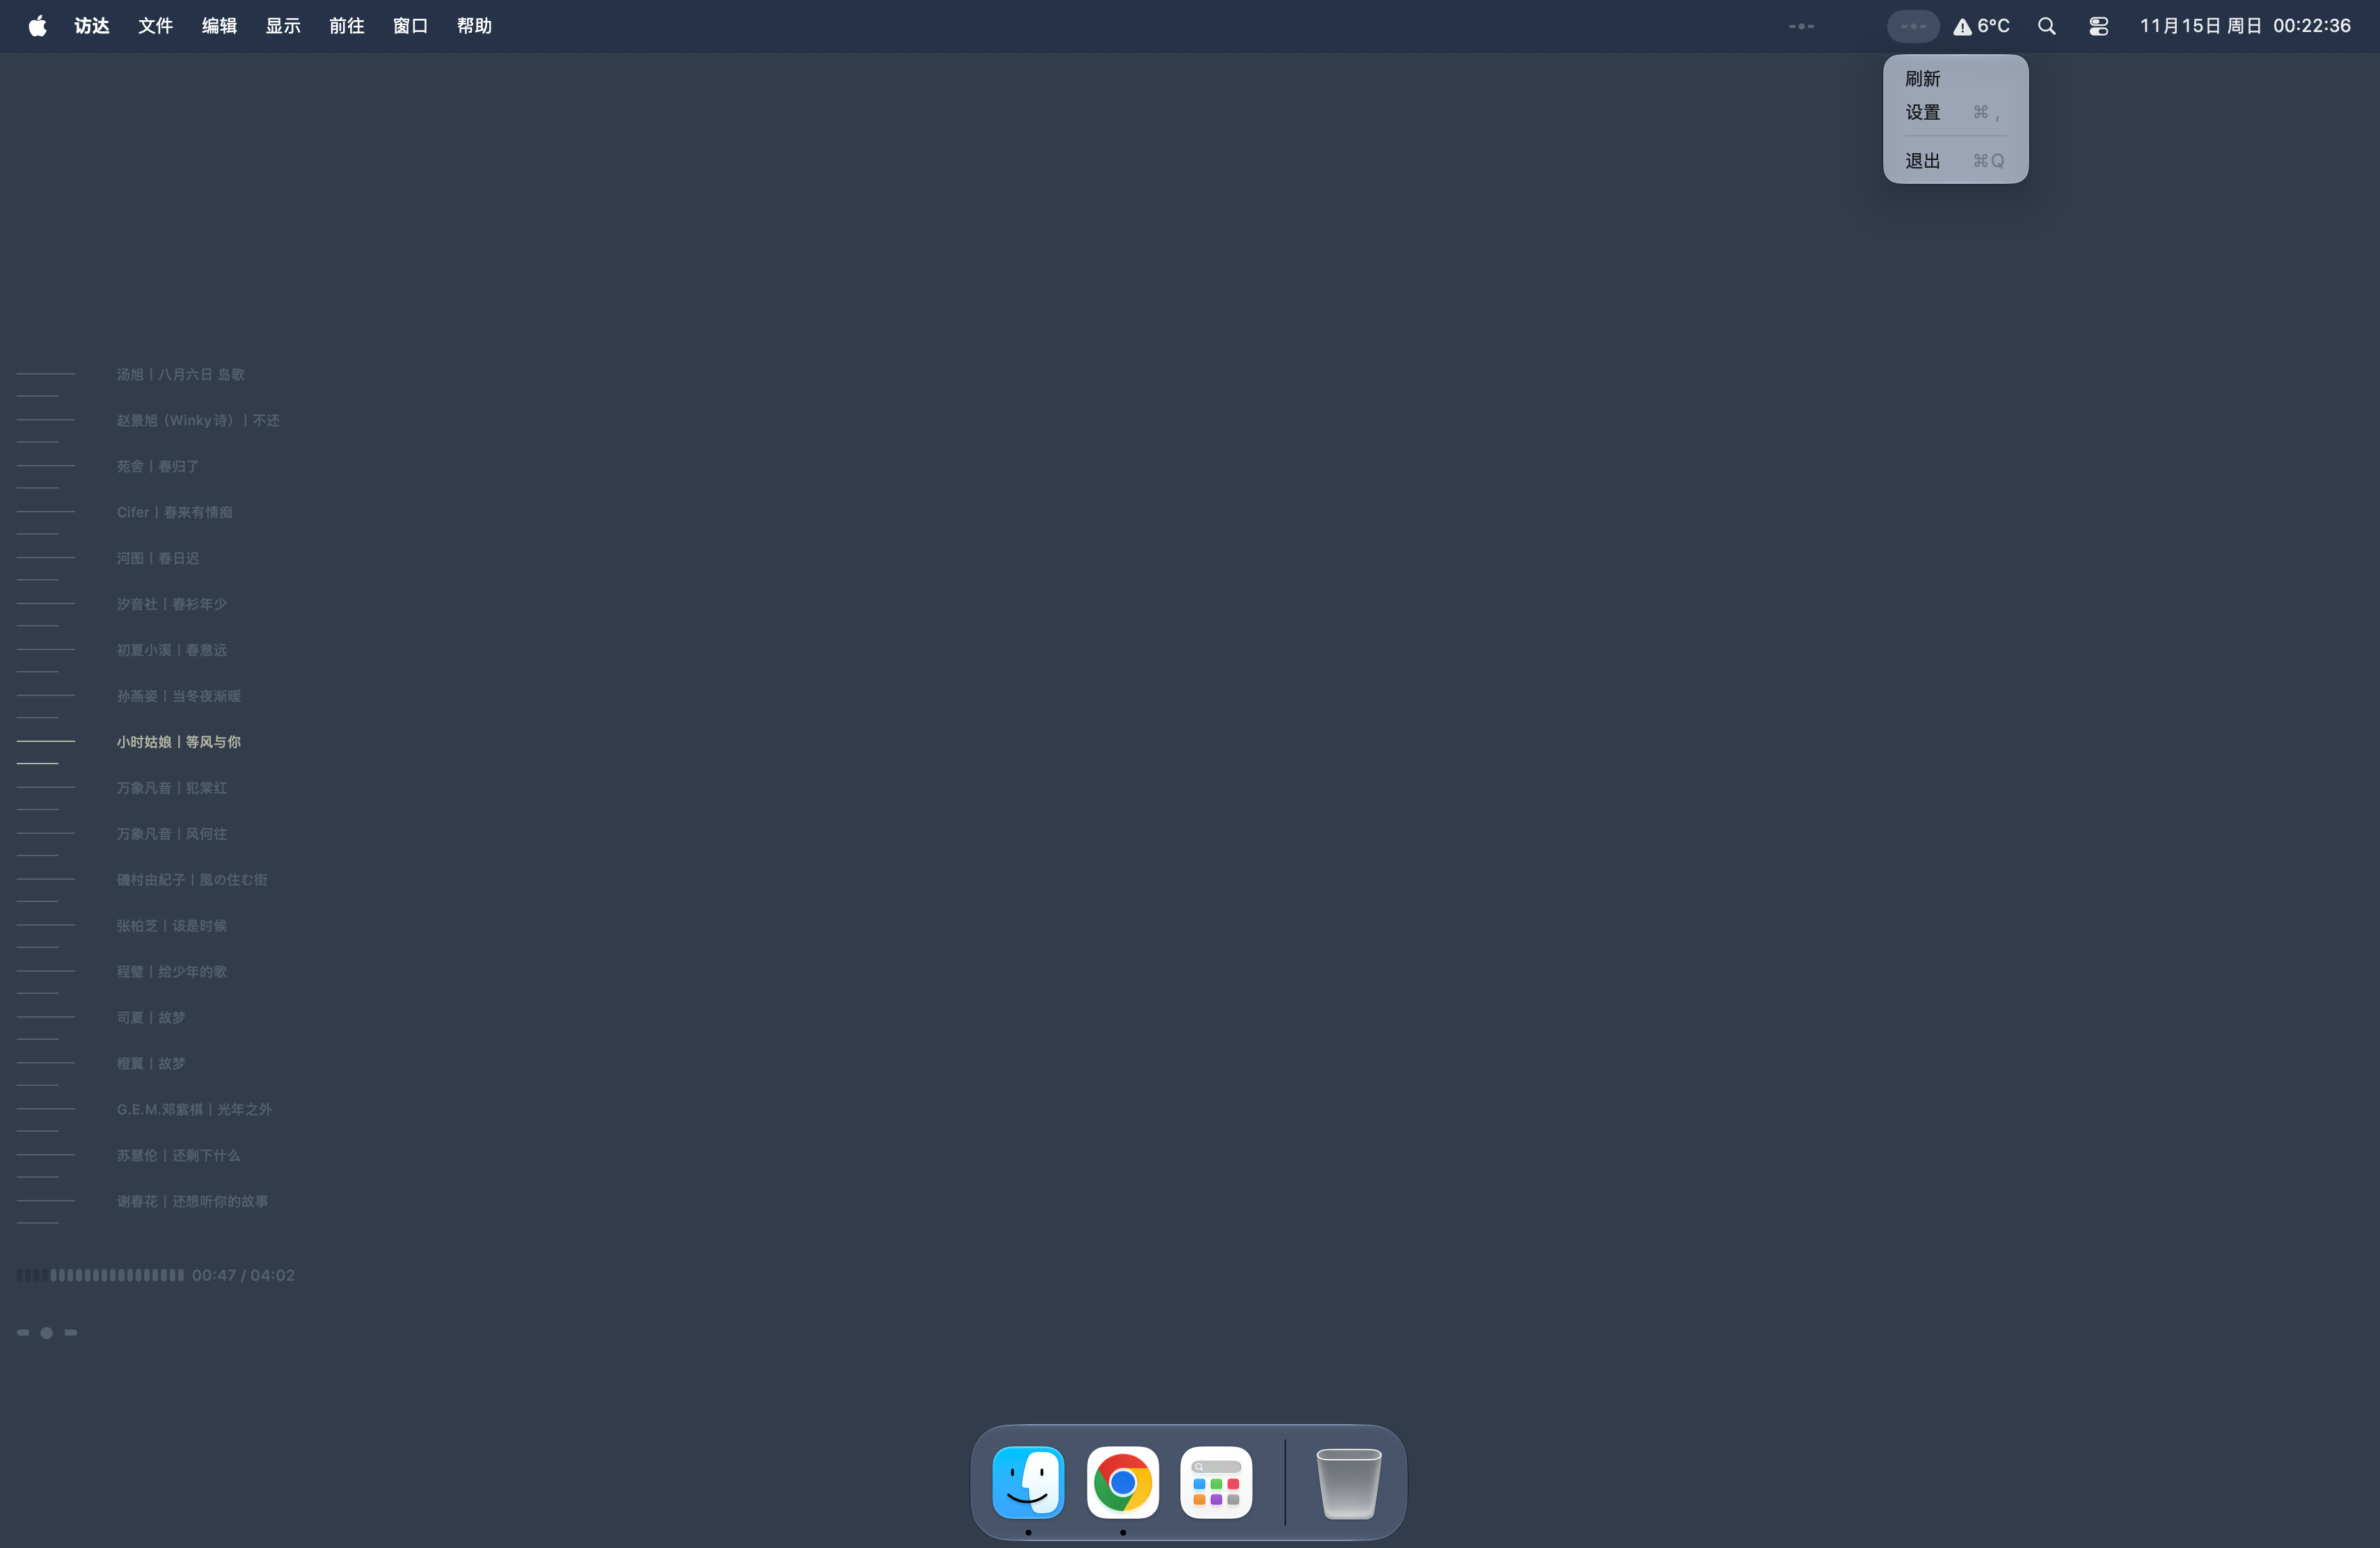 访达 文件 编辑 显示 前往 窗口 帮助 6°C 11月15日 周日 00:22:36
刷新
设置 ⌘ ,
退出 ⌘Q
汤旭 | 八月六日 岛歌
赵景旭（Winky诗）| 不还
苑舍 | 春归了
Cifer | 春来有情痴
河图 | 春日迟
汐音社 | 春衫年少
初夏小溪 | 春意远
孙燕姿 | 当冬夜渐暖
小时姑娘 | 等风与你
万象凡音 | 犯棠红
万象凡音 | 风何往
磯村由紀子 | 風の住む街
张柏芝 | 该是时候
程璧 | 给少年的歌
司夏 | 故梦
橙翼 | 故梦
G.E.M.邓紫棋 | 光年之外
苏慧伦 | 还剩下什么
谢春花 | 还想听你的故事
00:47 / 04:02